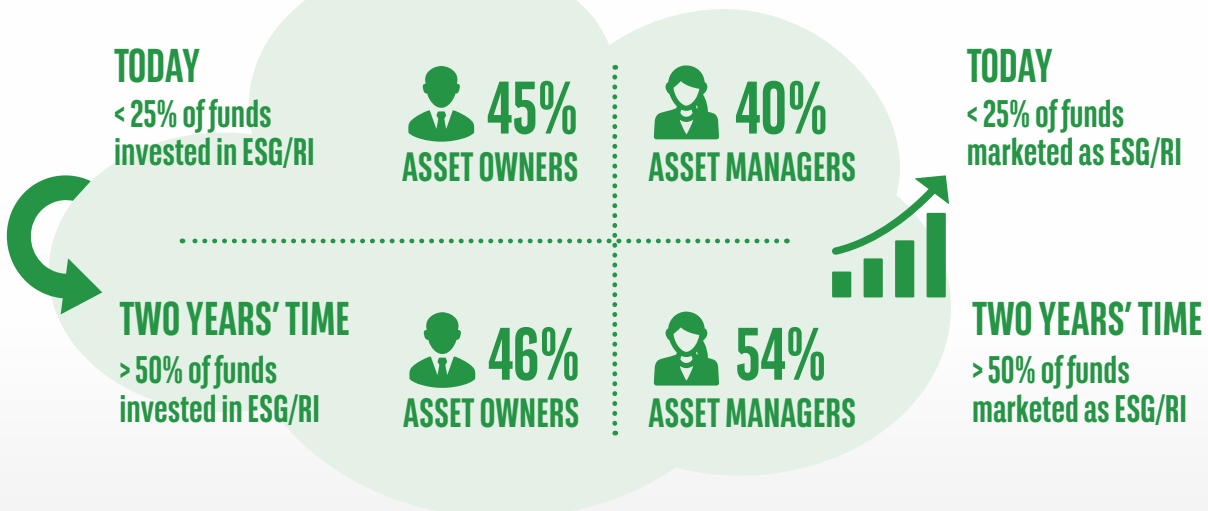 TODAY
< 25% of funds
invested in ESG/RI
45%
ASSET OWNERS
40%
ASSET MANAGERS
TODAY
< 25% of funds
marketed as ESG/RI
TWO YEARS’ TIME
> 50% of funds
invested in ESG/RI
46%
ASSET OWNERS
54%
ASSET MANAGERS
TWO YEARS’ TIME
> 50% of funds
marketed as ESG/RI